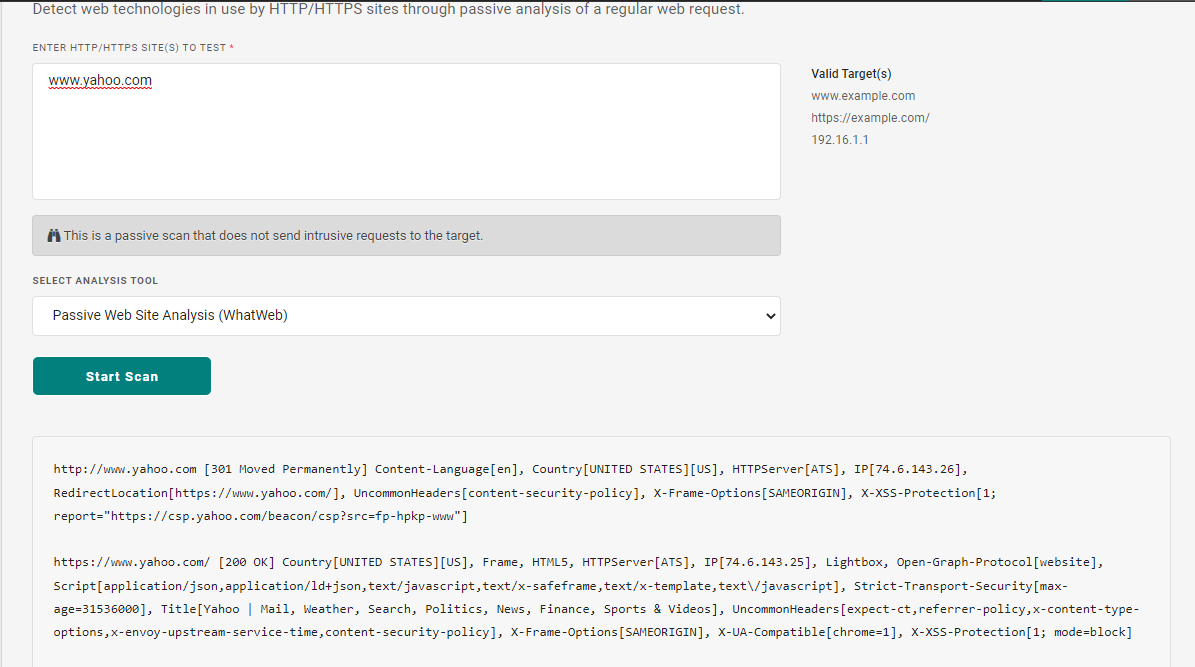 Detect web technologies in use by HTTP/HTTPS sites through passive analysis of a regular web request.
ENTER HTTP/HTTPS SITE(S) TO TEST *
www.yahoo.com
Valid Target(s)
www.example.com
https://example.com/
192.16.1.1
This is a passive scan that does not send intrusive requests to the target.
SELECT ANALYSIS TOOL
Passive Web Site Analysis (WhatWeb)
Start Scan
http://www.yahoo.com [301 Moved Permanently] Content-Language[en], Country[UNITED STATES][US], HTTPServer[ATS], IP[74.6.143.26],
RedirectLocation[https://www.yahoo.com/], UncommonHeaders[content-security-policy], X-Frame-Options[SAMEORIGIN], X-XSS-Protection[1;
report="https://csp.yahoo.com/beacon/csp?src=fp-hpkp-www"]
https://www.yahoo.com/ [200 OK] Country[UNITED STATES][US], Frame, HTML5, HTTPServer[ATS], IP[74.6.143.25], Lightbox, Open-Graph-Protocol[website],
Script[application/json,application/ld+json,text/javascript,text/x-safeframe,text/x-template,text\/javascript], Strict-Transport-Security[max-
age=31536000], Title[Yahoo | Mail, Weather, Search, Politics, News, Finance, Sports & Videos], UncommonHeaders[expect-ct,referrer-policy,x-content-type-
options,x-envoy-upstream-service-time,content-security-policy], X-Frame-Options[SAMEORIGIN], X-UA-Compatible[chrome=1], X-XSS-Protection[1; mode=block]